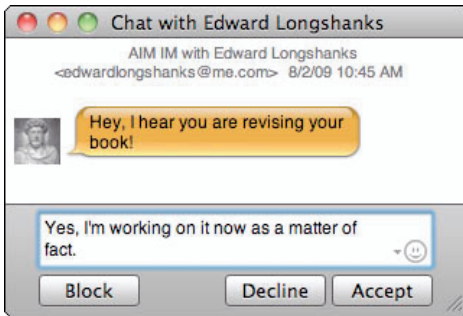 Chat with Edward Longshanks
AIM IM with Edward Longshanks
<edwardlongshanks@me.com> 8/2/09 10:45 AM
Hey, I hear you are revising your
book!
Yes, I'm working on it now as a matter of
fact.
Block Decline Accept